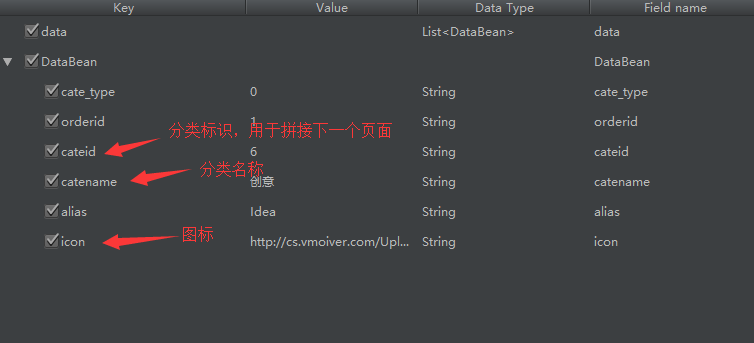 Key Value Data Type Field name
data List<DataBean> data
DataBean DataBean
cate_type 0 String cate_type
orderid 1 String orderid
分类标识，用于拼接下一个页面
cateid 6 String cateid
分类名称
catename 创意 String catename
alias Idea String alias
图标
icon http://cs.vmoiver.com/Upl... String icon